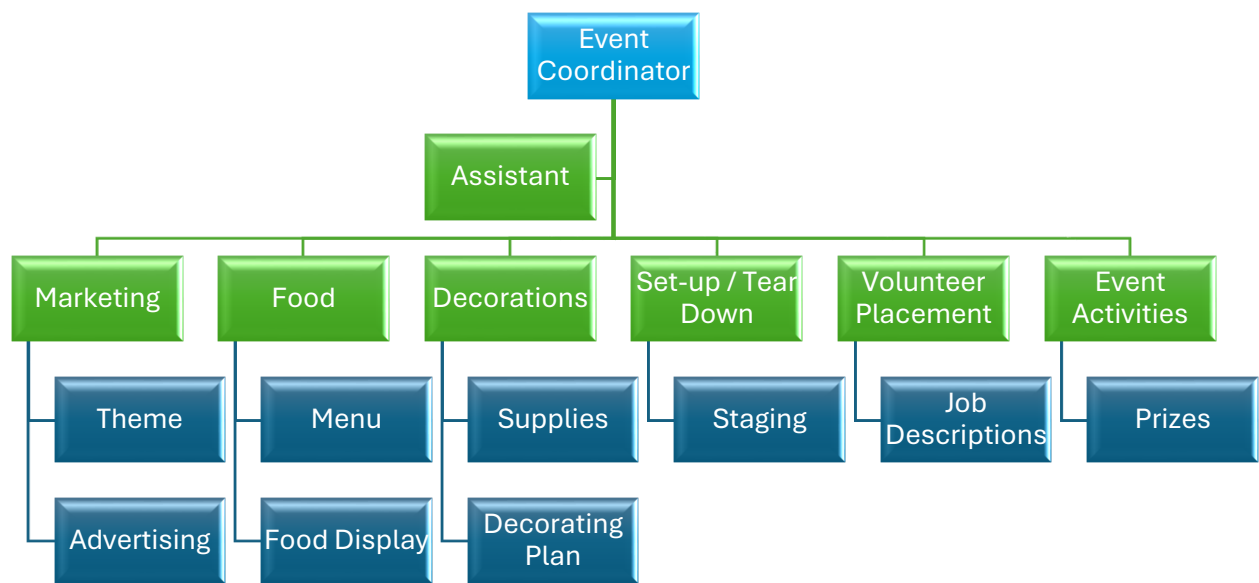 Event
Coordinator
Assistant
Marketing
Food
Decorations
Set-up / Tear
Down
Volunteer
Placement
Event
Activities
Theme
Menu
Supplies
Staging
Job
Descriptions
Prizes
Advertising
Food Display
Decorating
Plan